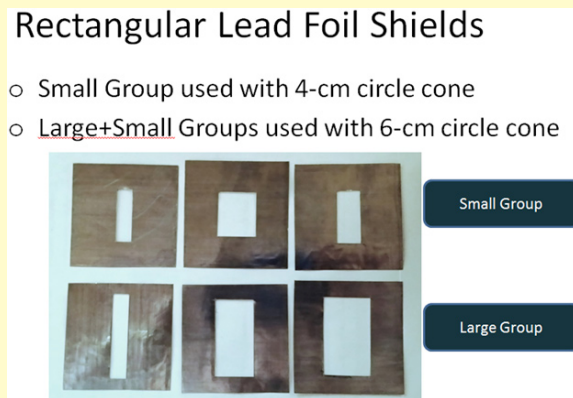 Rectangular Lead Foil Shields
○ Small Group used with 4-cm circle cone
○ Large+Small Groups used with 6-cm circle cone
Small Group
Large Group